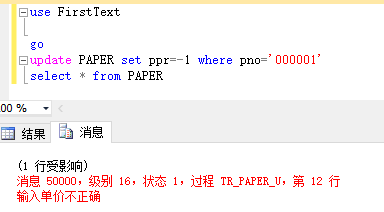 use FirstText
go
update PAPER set ppr=-1 where pno='000001'
select * from PAPER
00 %
结果 消息
(1 行受影响)
消息 50000，级别 16，状态 1，过程 TR_PAPER_U，第 12 行
输入单价不正确